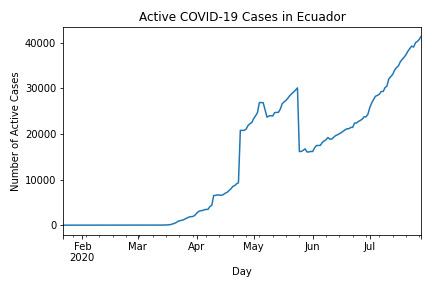 Active COVID-19 Cases in Ecuador
Number of Active Cases
40000
30000
20000
10000
0
Feb Mar Apr May Jun Jul
2020
Day